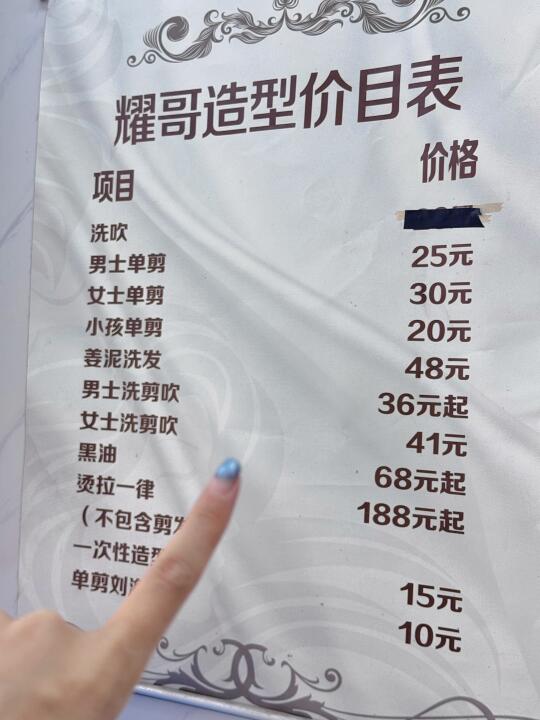 耀哥造型价目表
项目 价格
洗吹
男士单剪 25元
女士单剪 30元
小孩单剪 20元
姜泥洗发 48元
男士洗剪吹 36元起
女士洗剪吹 41元
黑油 68元起
烫拉一律 188元起
（不包含剪发
一次性造型 15元
单剪刘 10元